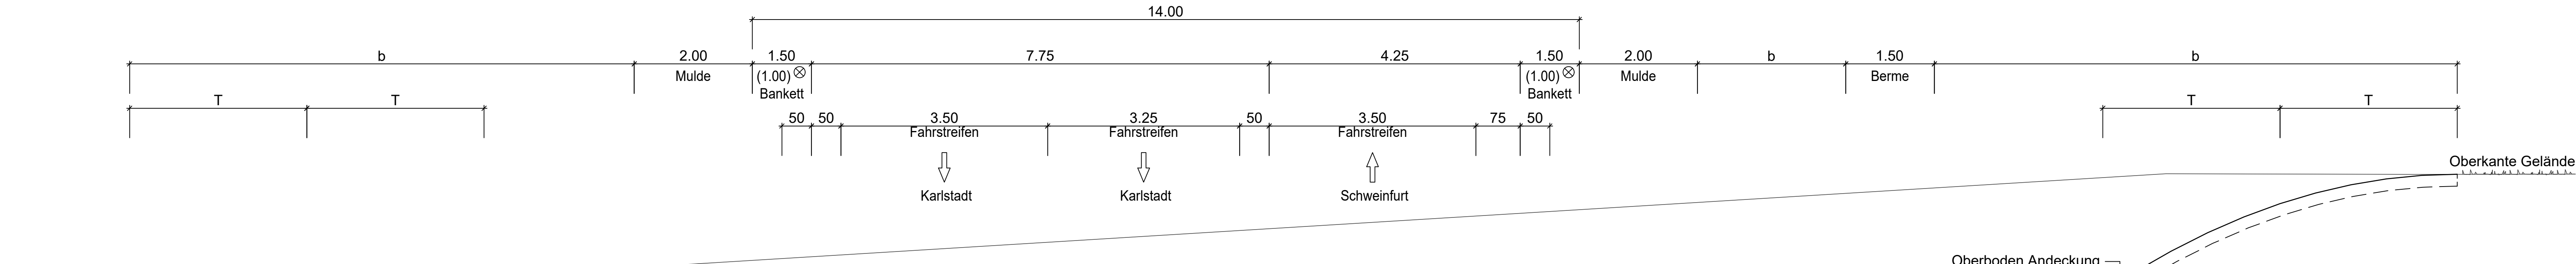 14.00
b 2.00 1.50 7.75 4.25 1.50 2.00 b 1.50 b
Mulde (1.00) (1.00) Mulde Berme
Bankett Bankett
T T T T
50 50 3.50 3.25 50 3.50 75 50
Fahrstreifen Fahrstreifen Fahrstreifen
Oberkante Gelände
Karlstadt Karlstadt Schweinfurt
Oberboden Andeckung